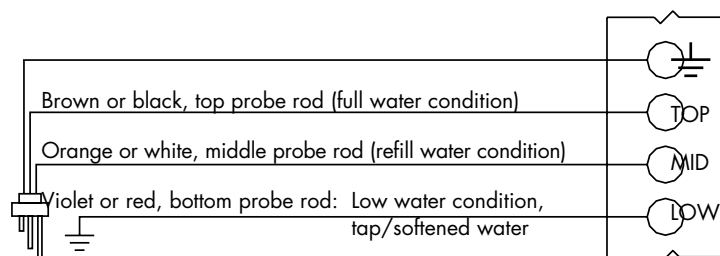 Brown or black, top probe rod (full water condition)
TOP
Orange or white, middle probe rod (refill water condition)
MID
Violet or red, bottom probe rod: Low water condition,
tap/softened water
LOW